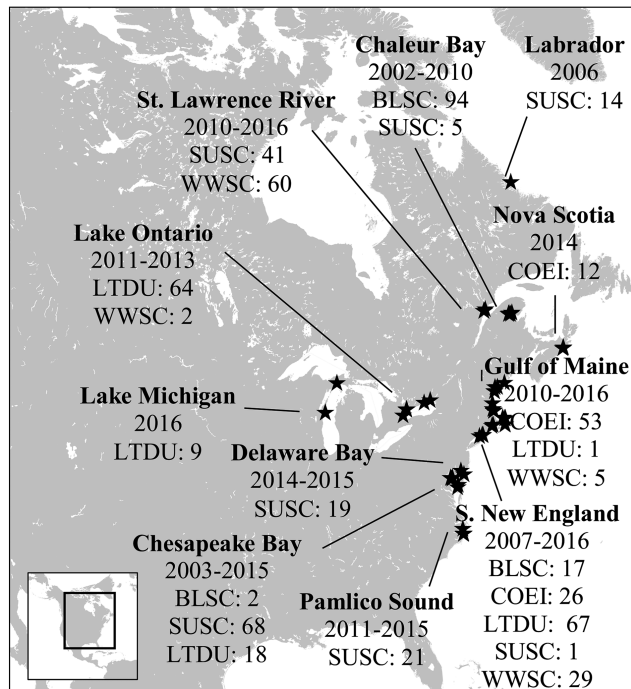 Chaleur Bay
2002-2010
BLSC: 94
SUSC: 5
Labrador
2006
SUSC: 14
St. Lawrence River
2010-2016
SUSC: 41
WWSC: 60
Nova Scotia
2014
COEI: 12
Lake Ontario
2011-2013
LTDU: 64
WWSC: 2
Gulf of Maine
2010-2016
COEI: 53
LTDU: 1
WWSC: 5
Lake Michigan
2016
LTDU: 9
Delaware Bay
2014-2015
SUSC: 19
S. New England
2007-2016
BLSC: 17
COEI: 26
LTDU: 67
SUSC: 1
WWSC: 29
Chesapeake Bay
2003-2015
BLSC: 2
SUSC: 68
LTDU: 18
Pamlico Sound
2011-2015
SUSC: 21